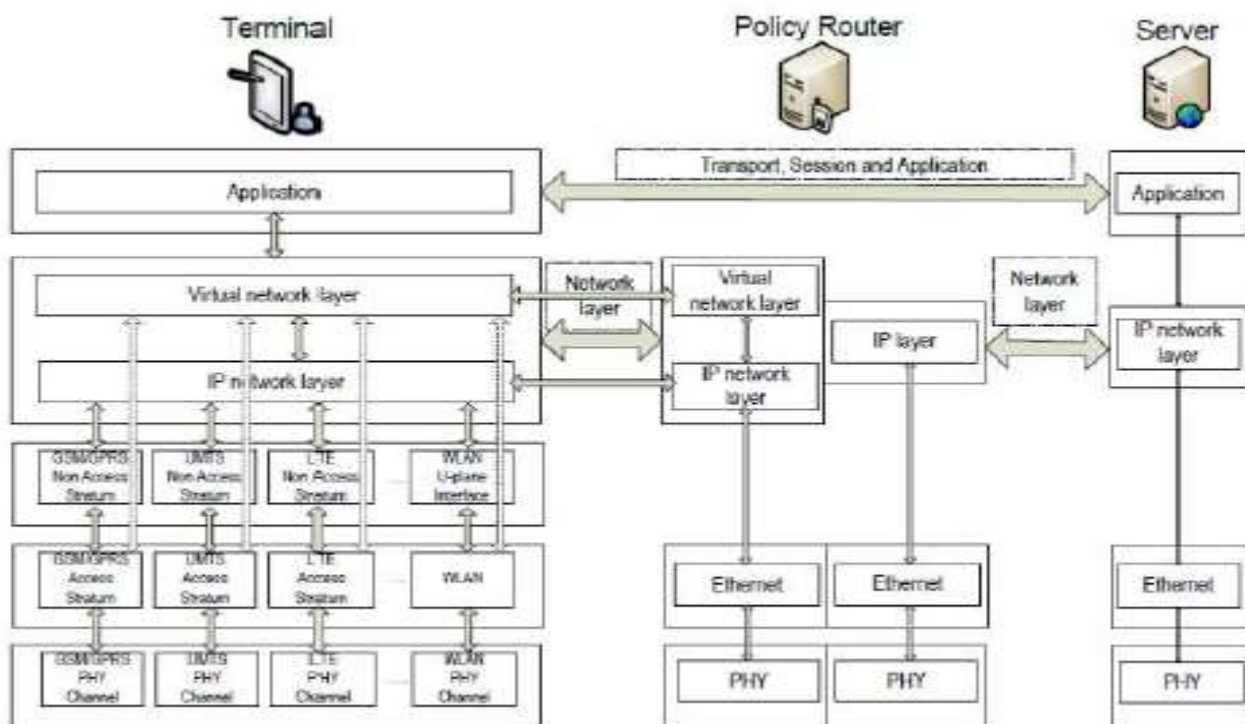 Terminal
Policy Router
Server
Transport, Session and Application
Application
Application
Virtual network layer
Network
layer
Virtual
network layer
Network
layer
IP layer
IP network
layer
IP network layer
IP network
layer
GSM/GPRS
Non Access
Stratum
UMTS
Non Access
Stratum
LTE
Non Access
Stratum
WLAN
U-plane
Interface
GSM/GPRS
Access
Stratum
UMTS
Access
Stratum
LTE
Access
Stratum
WLAN
Ethernet
Ethernet
Ethernet
GSM/GPRS
PHY
Channel
UMTS
PHY
Channel
LTE
PHY
Channel
WLAN
PHY
Channel
PHY
PHY
PHY